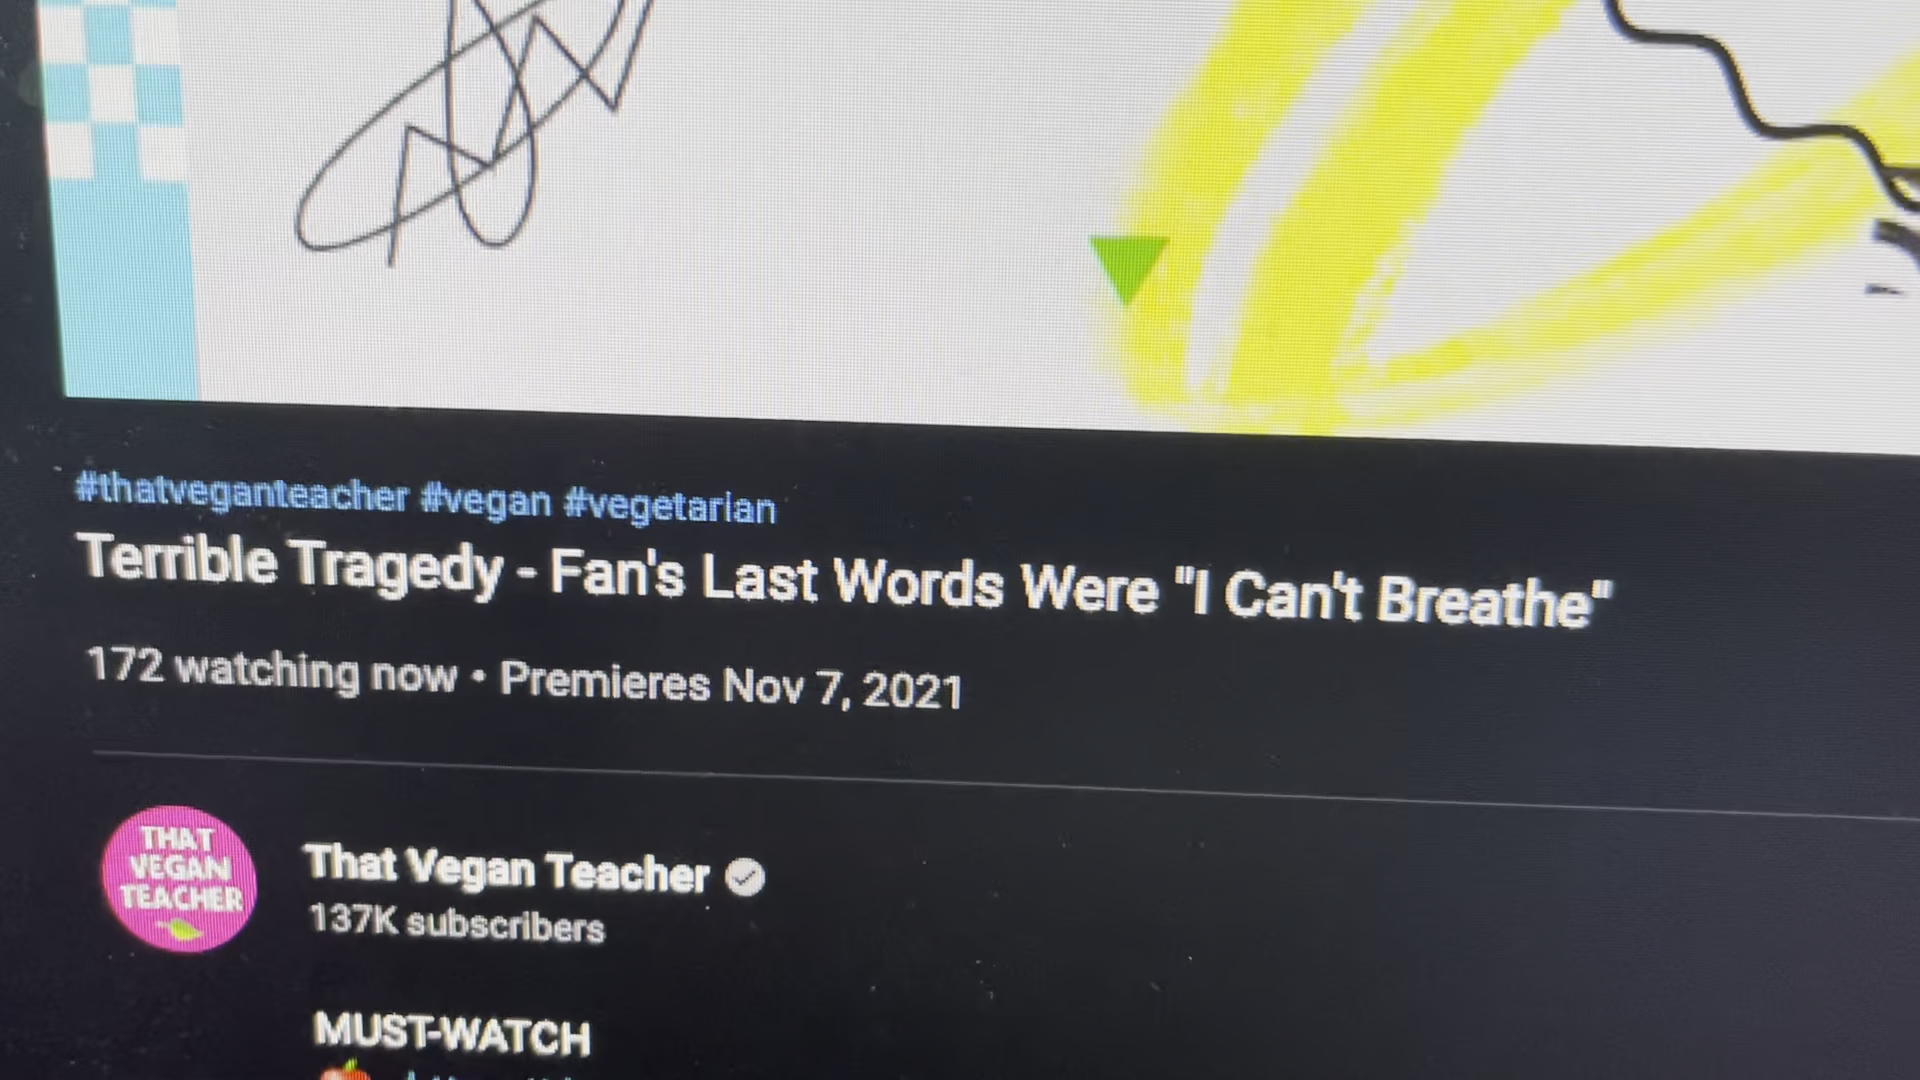 #thatveganteacher #vegan #vegetarian
Terrible Tragedy - Fan's Last Words Were "I Can't Breathe"
172 watching now • Premieres Nov 7, 2021
THAT
VEGAN
TEACHER
That Vegan Teacher
137K subscribers
MUST-WATCH